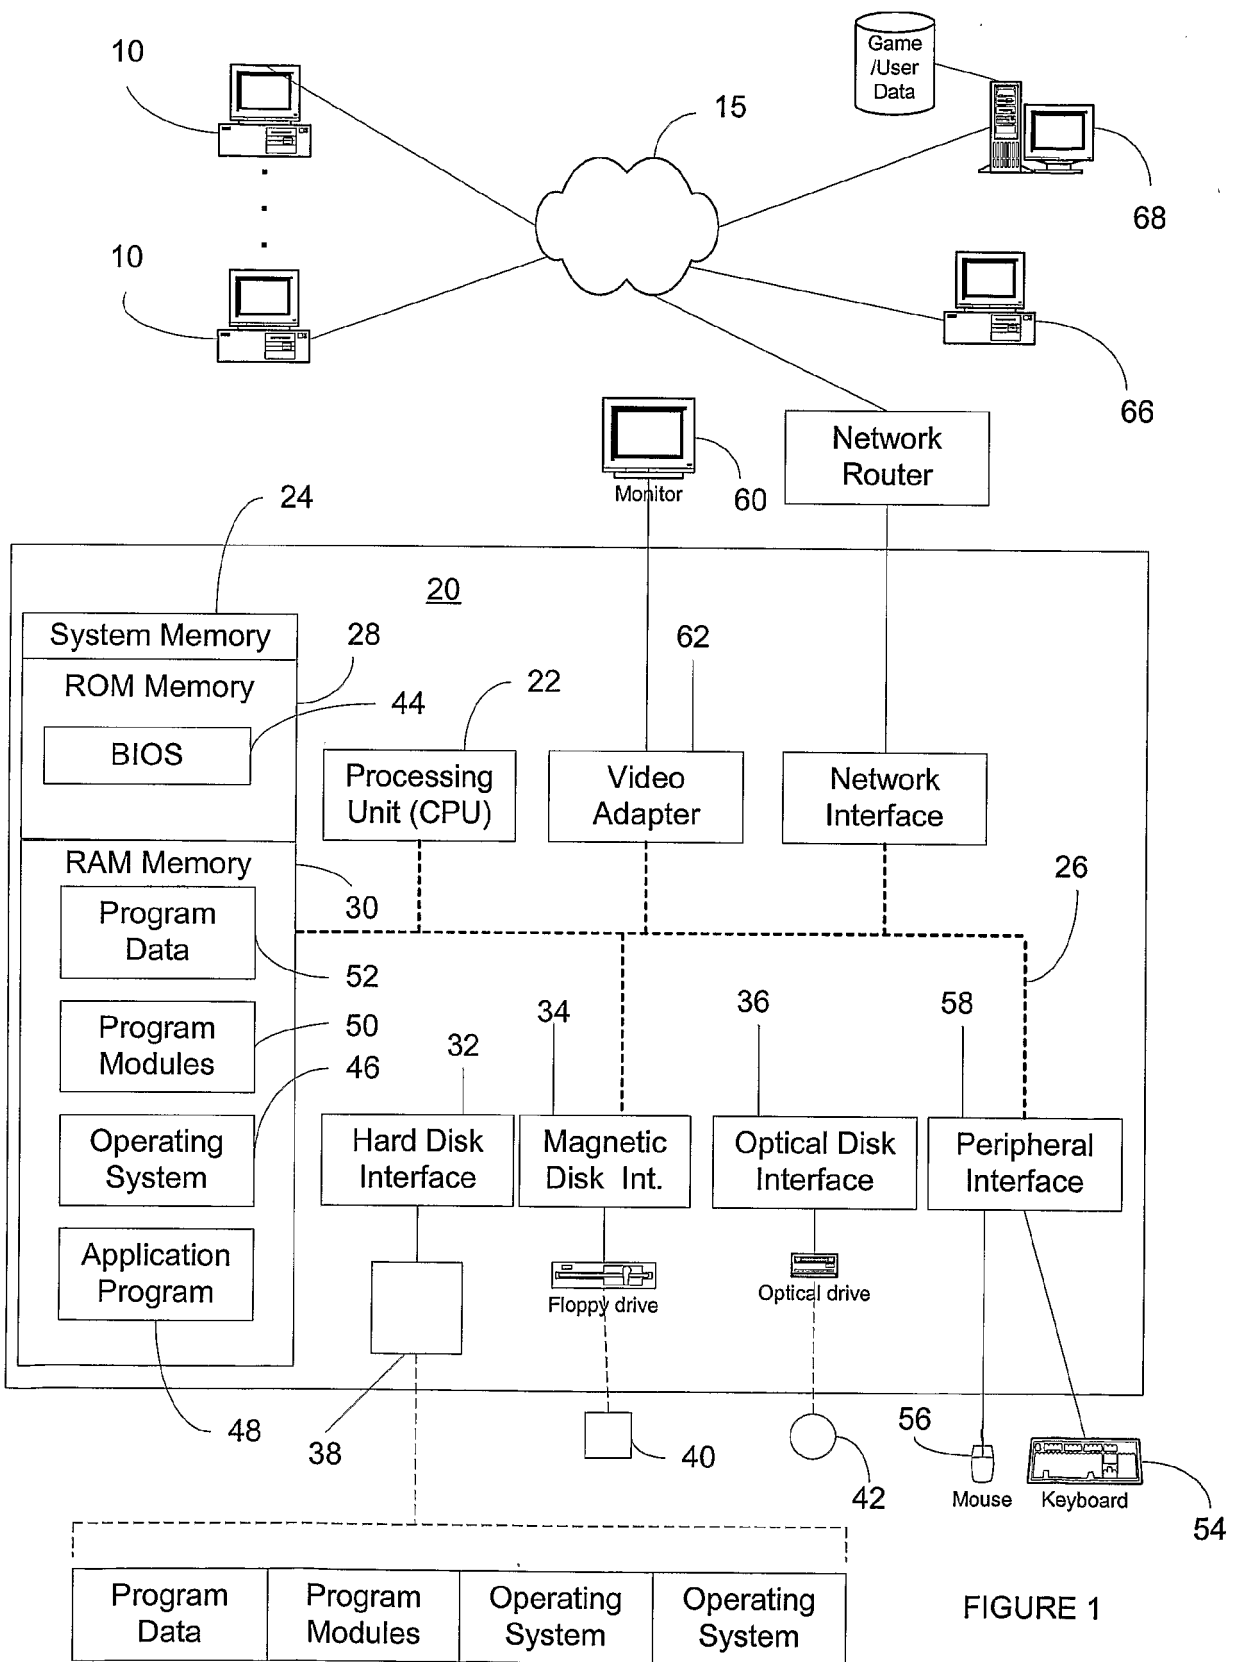 10
Game
/User
Data
15
68
10
66
Network
Router
Monitor
60
24
20
System Memory
28
62
ROM Memory
22
44
BIOS
Processing
Unit (CPU)
Video
Adapter
Network
Interface
RAM Memory
30
26
Program
Data
52
36
58
34
Program
Modules
50
32
46
Operating
System
Hard Disk
Interface
Magnetic
Disk Int.
Optical Disk
Interface
Peripheral
Interface
Application
Program
Floppy drive
Optical drive
48
38
40
42
56
Mouse
Keyboard
54
Program
Data
Program
Modules
Operating
System
Operating
System
FIGURE 1